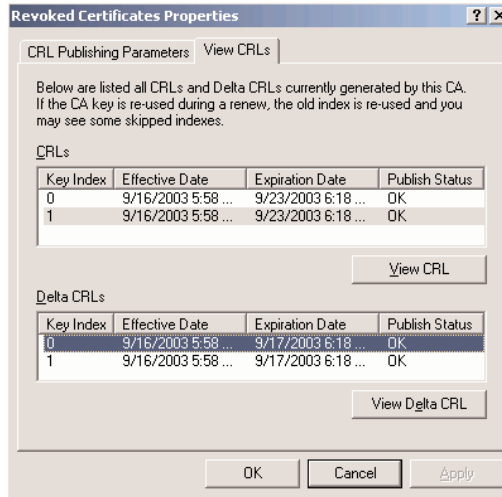 Revoked Certificates Properties
CRL Publishing Parameters View CRLs
Below are listed all CRLs and Delta CRLs currently generated by this CA.
If the CA key is re-used during a renew, the old index is re-used and you
may see some skipped indexes.
CRLs
Key Index Effective Date Expiration Date Publish Status
0 9/16/2003 5:58 ... 9/23/2003 6:18 ... OK
1 9/16/2003 5:58 ... 9/23/2003 6:18 ... OK
View CRL
Delta CRLs
Key Index Effective Date Expiration Date Publish Status
0 9/16/2003 5:58 ... 9/17/2003 6:18 ... OK
1 9/16/2003 5:58 ... 9/17/2003 6:18 ... OK
View Delta CRL
OK Cancel Apply